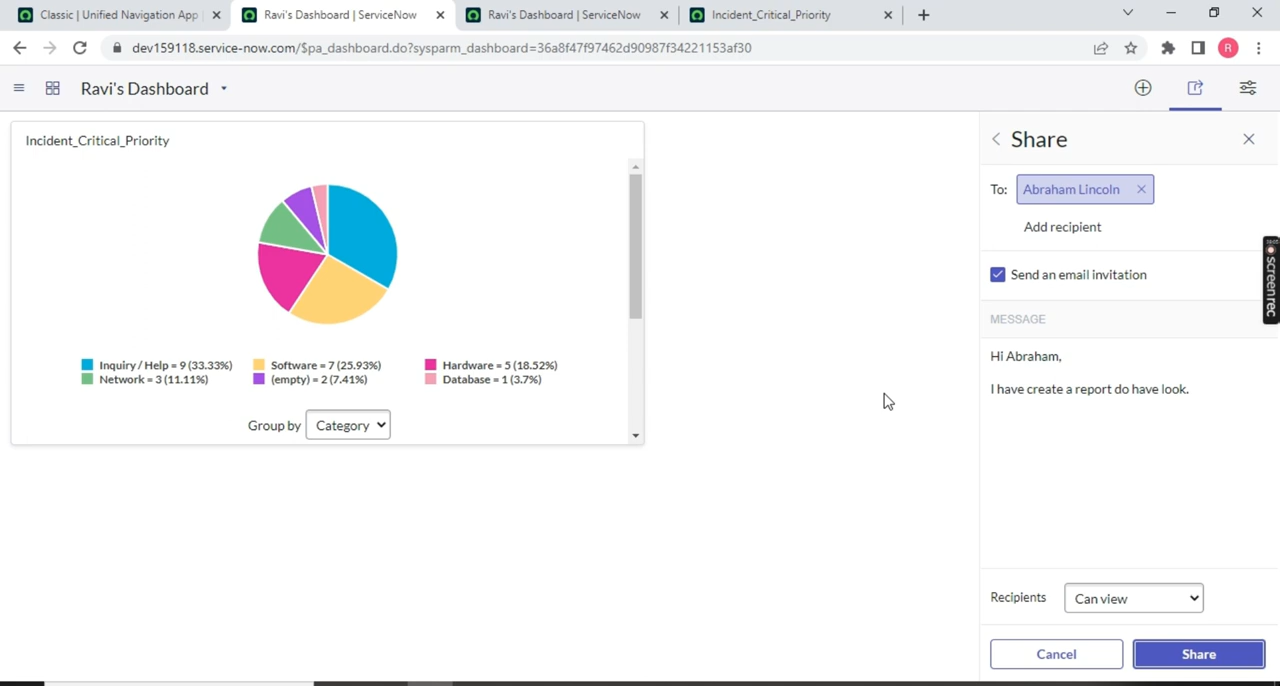 Classic | Unified Navigation App
Ravi's Dashboard | ServiceNow
Ravi's Dashboard | ServiceNow
Incident_Critical_Priority
dev159118.service-now.com/$pa_dashboard.do?sysparm_dashboard=36a8f47f97462d90987f34221153af30
R
Ravi's Dashboard
Incident_Critical_Priority
Inquiry / Help = 9 (33.33%) Software = 7 (25.93%) Hardware = 5 (18.52%)
Network = 3 (11.11%) (empty) = 2 (7.41%) Database = 1 (3.7%)
Group by Category
Share
To: Abraham Lincoln
Add recipient
Send an email invitation
MESSAGE
Hi Abraham,
I have create a report do have look.
Recipients Can view
Cancel Share
screenrec